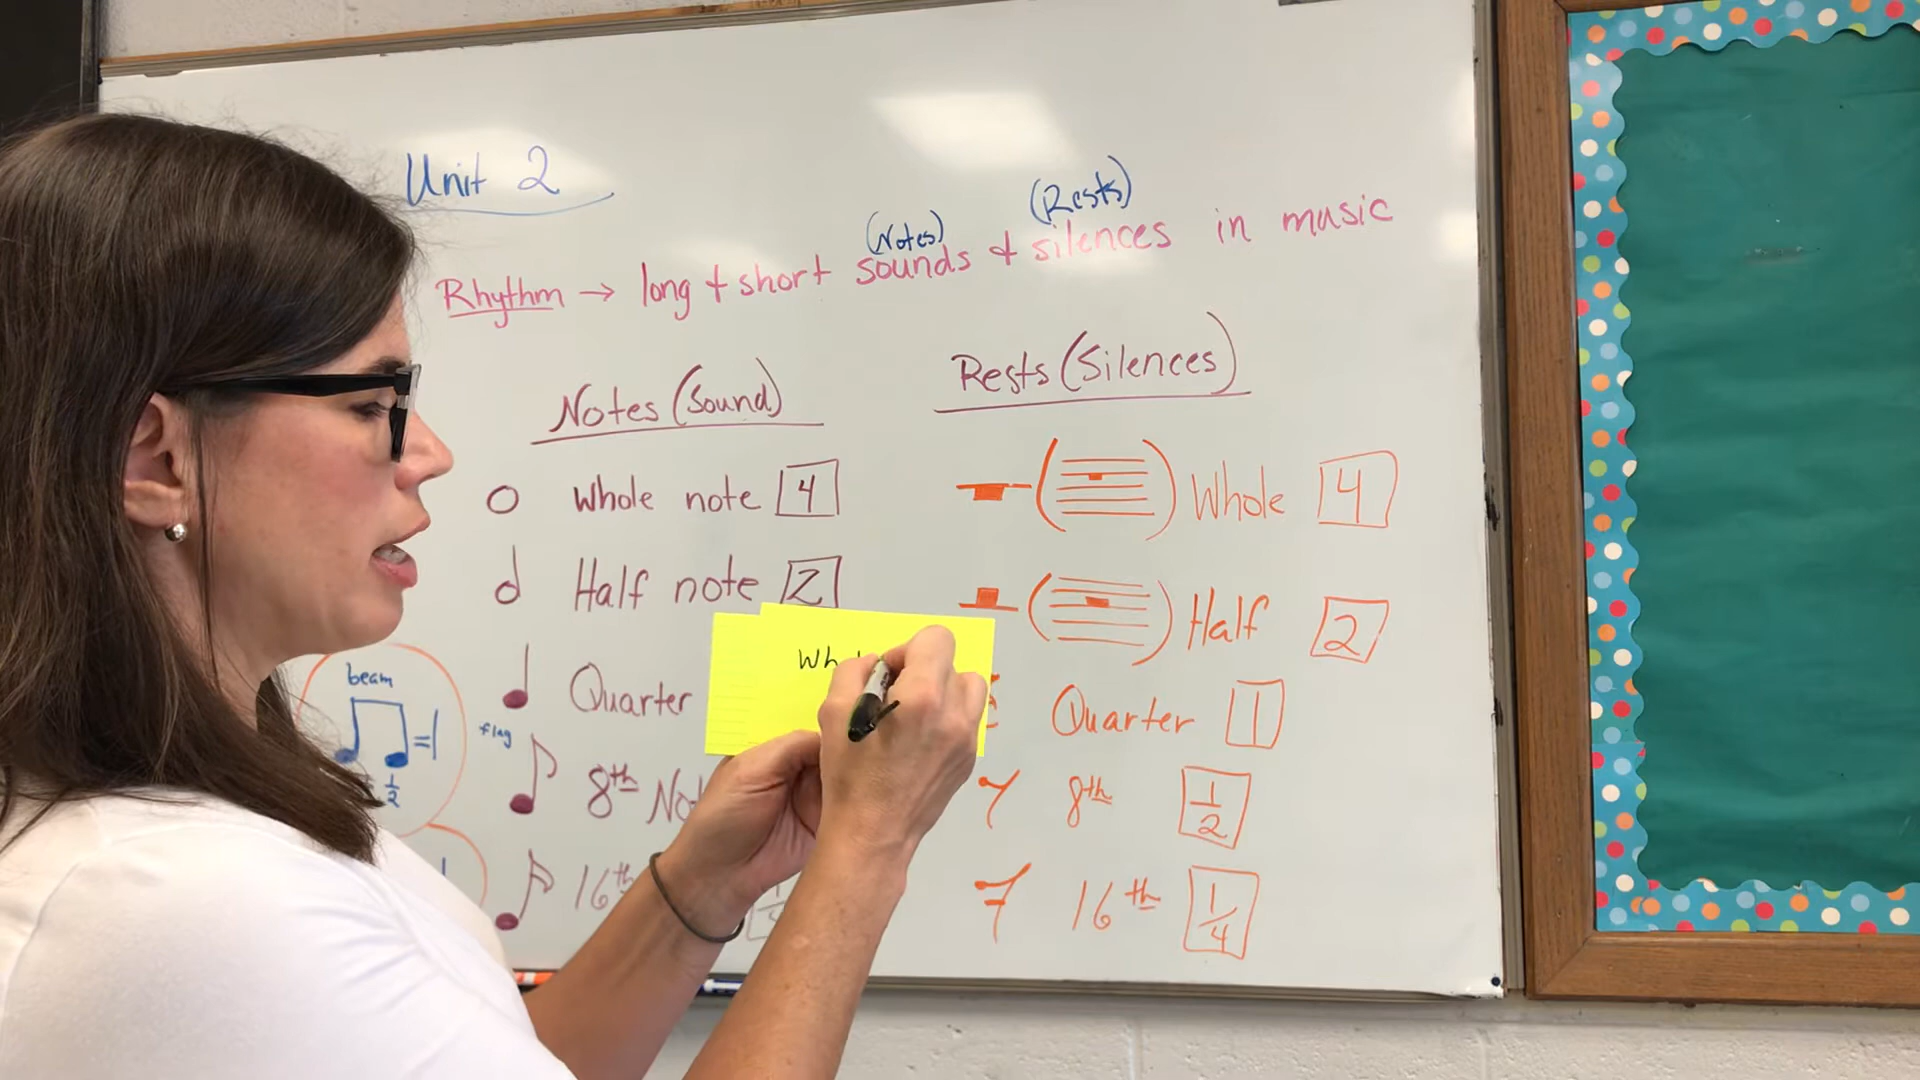 Unit 2
(Notes) (Rests)
Rhythm → long + short sounds + silences in music
Notes (Sound)
Rests (Silences)
Whole note 4
Whole 4
Half note 2
Half 2
Quarter
Quarter 1
8th
8th 1/2
16th
16th 1/4
beam
=1
1/2
flag